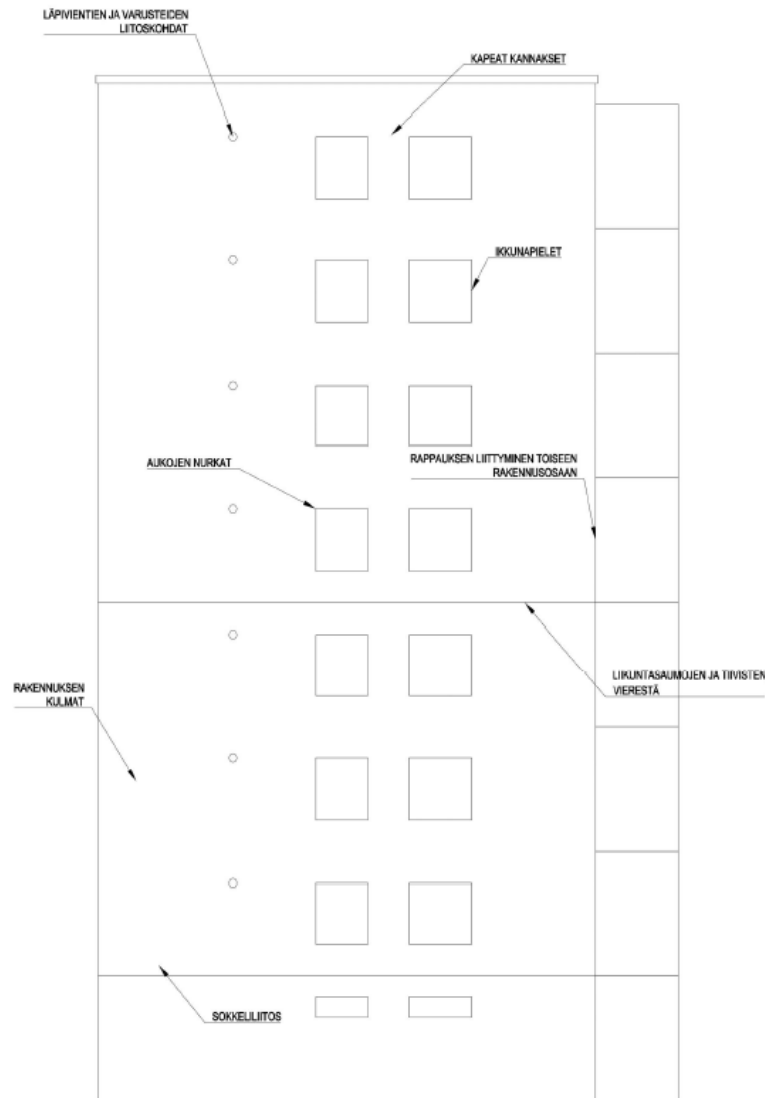 LÄPIVIENTIEN JA VARUSTEIDEN
LIITOSKOHDAT
KAPEAT KANNAKSET
IKKUNAPIELET
AUKOJEN NURKAT
RAPPAUKSEN LIITTYMINEN TOISEEN
RAKENNUSOSAAN
LIIKUNTASAUMOJEN JA TIIVISTEN
VIERESTÄ
RAKENNUKSEN
KULMAT
SOKKELILIITOS